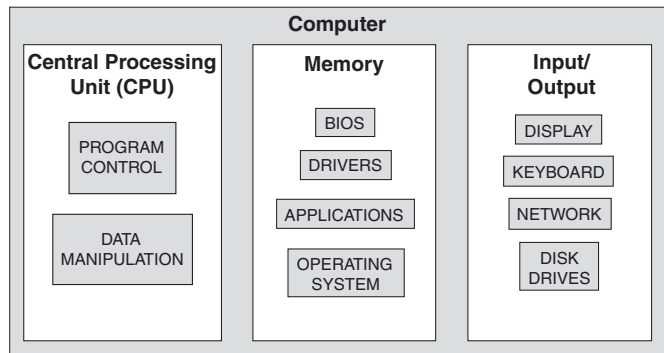 Computer
Central Processing
Unit (CPU)
PROGRAM
CONTROL
DATA
MANIPULATION
Memory
BIOS
DRIVERS
APPLICATIONS
OPERATING
SYSTEM
Input/
Output
DISPLAY
KEYBOARD
NETWORK
DISK
DRIVES